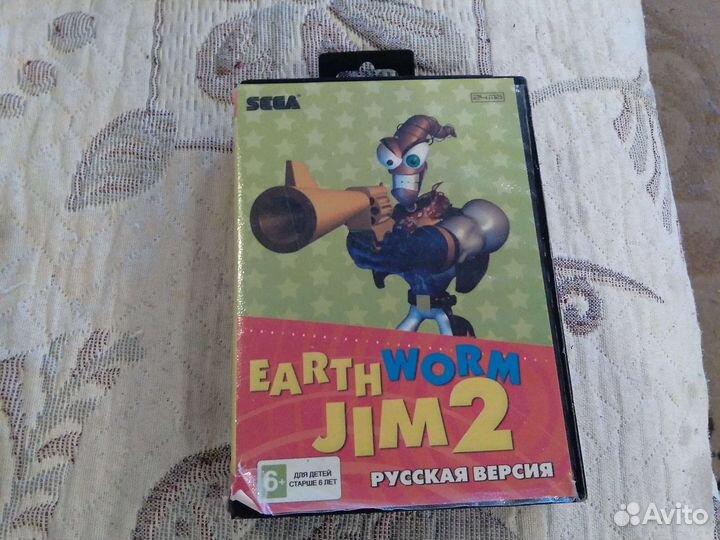 SEGA
EARTH WORM
JIM 2
РУССКАЯ ВЕРСИЯ
6+
ДЛЯ ДЕТЕЙ
СТАРШЕ 6 ЛЕТ
Avito